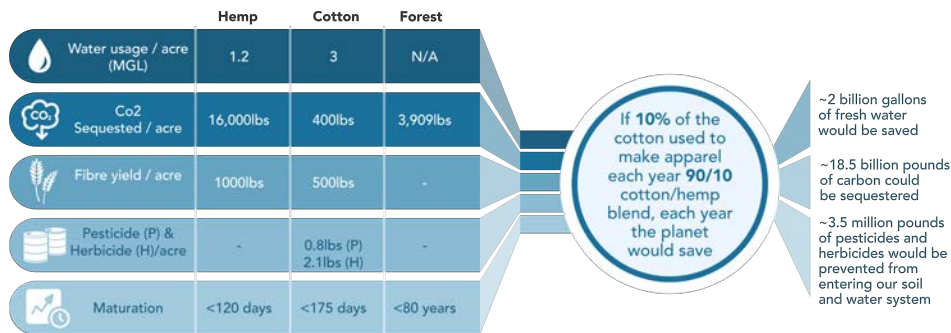 Hemp Cotton Forest
Water usage / acre
(MGL)
1.2 3 N/A
CO₂
Co2
Sequested / acre
16,000lbs 400lbs 3,909lbs
Fibre yield / acre
1000lbs 500lbs -
Pesticide (P) &
Herbicide (H)/acre
- 0.8lbs (P)
2.1lbs (H)
-
Maturation <120 days <175 days <80 years
If 10% of the
cotton used to
make apparel
each year 90/10
cotton/hemp
blend, each year
the planet
would save
~2 billion gallons
of fresh water
would be saved
~18.5 billion pounds
of carbon could
be sequestered
~3.5 million pounds
of pesticides and
herbicides would be
prevented from
entering our soil
and water system